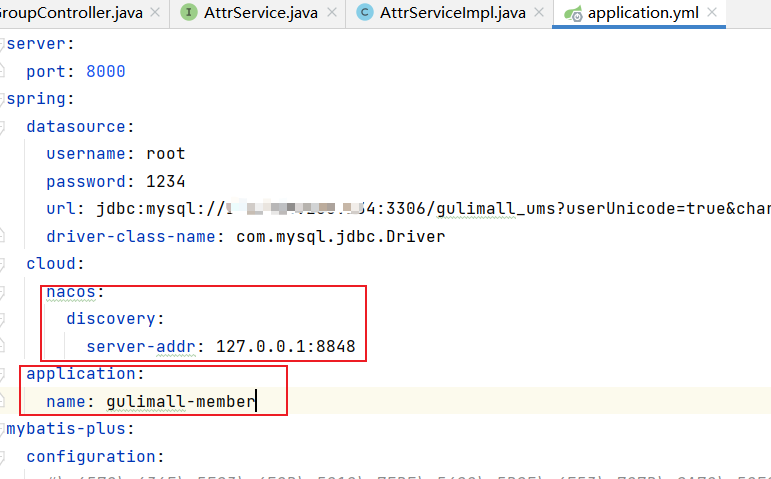 GroupController.java AttrService.java AttrServiceImpl.java application.yml
server:
port: 8000
spring:
datasource:
username: root
password: 1234
url: jdbc:mysql:// 4:3306/gulimall_ums?userUnicode=true&char
driver-class-name: com.mysql.jdbc.Driver
cloud:
nacos:
discovery:
server-addr: 127.0.0.1:8848
application:
name: gulimall-member
mybatis-plus:
configuration: